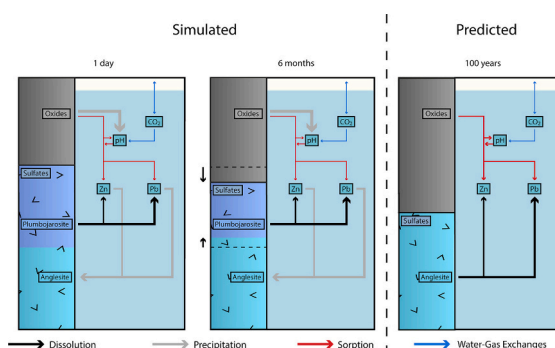 Simulated
Predicted
1 day
6 months
100 years
Oxides
CO2
pH
Sulfates
Zn
Pb
Plumbojarosite
Anglesite
Oxides
CO2
pH
Sulfates
Zn
Pb
Plumbojarosite
Anglesite
Oxides
CO2
pH
Zn
Pb
Sulfates
Anglesite
Dissolution
Precipitation
Sorption
Water-Gas Exchanges